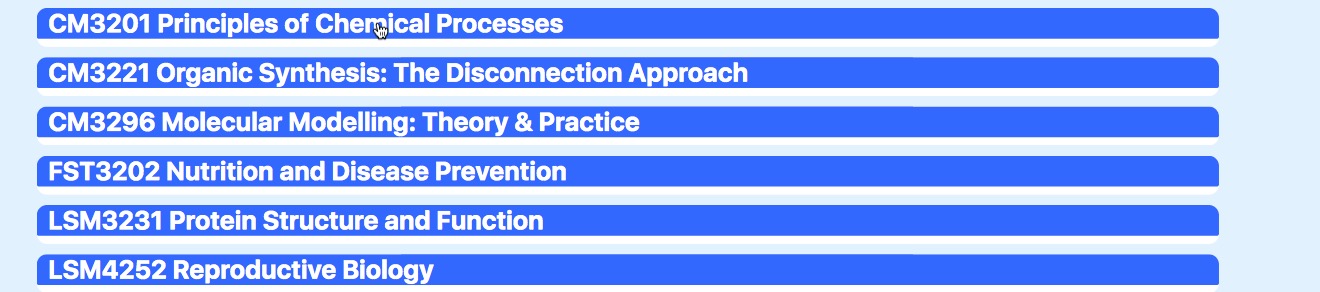 CM3201 Principles of Chemical Processes
CM3221 Organic Synthesis: The Disconnection Approach
CM3296 Molecular Modelling: Theory & Practice
FST3202 Nutrition and Disease Prevention
LSM3231 Protein Structure and Function
LSM4252 Reproductive Biology